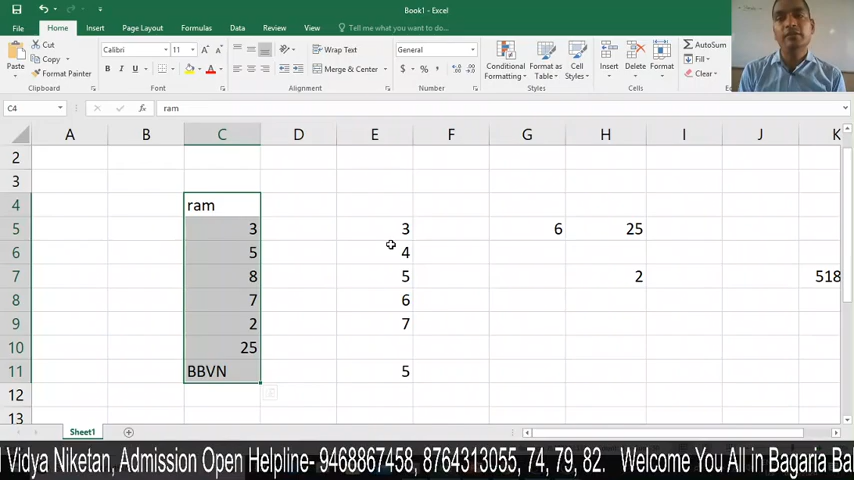 Book1 - Excel
File Home Insert Page Layout Formulas Data Review View Tell me what you want to do...
Paste Cut Copy Format Painter Clipboard
Calibri 11 B I U A A Font
Wrap Text Merge & Center Alignment
General $ % , Number
Conditional Formatting Format as Table Cell Styles Styles
Insert Delete Format Cells
AutoSum Fill Clear
C4 fx ram
A B C D E F G H I J K
2
3
4 ram
5 3 3 6 25
6 5 4
7 8 5 2 518
8 7 6
9 2 7
10 25
11 BBVN 5
12
13
Sheet1
Vidya Niketan, Admission Open Helpline- 9468867458, 8764313055, 74, 79, 82. Welcome You All in Bagaria Ba